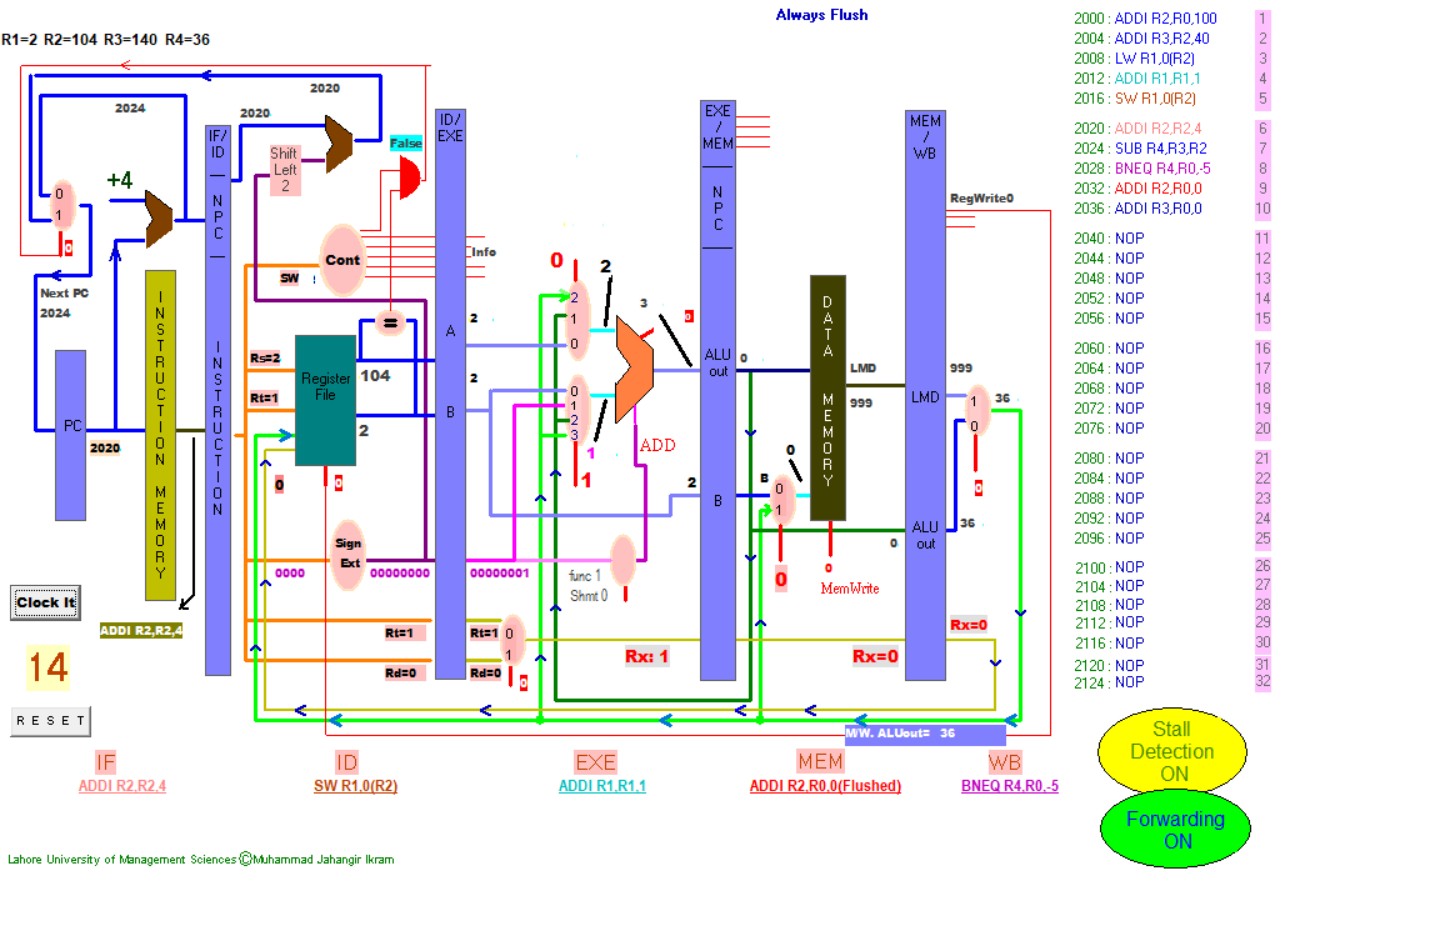 Always Flush
R1=2 R2=104 R3=140 R4=36
2000 : ADDI R2,R0,100 1
2004 : ADDI R3,R2,40 2
2008 : LW R1,0(R2) 3
2012 : ADDI R1,R1,1 4
2016 : SW R1,0(R2) 5
2020 : ADDI R2,R2,4 6
2024 : SUB R4,R3,R2 7
2028 : BNEQ R4,R0,-5 8
2032 : ADDI R2,R0,0 9
2036 : ADDI R3,R0,0 10
2040 : NOP 11
2044 : NOP 12
2048 : NOP 13
2052 : NOP 14
2056 : NOP 15
2060 : NOP 16
2064 : NOP 17
2068 : NOP 18
2072 : NOP 19
2076 : NOP 20
2080 : NOP 21
2084 : NOP 22
2088 : NOP 23
2092 : NOP 24
2096 : NOP 25
2100 : NOP 26
2104 : NOP 27
2108 : NOP 28
2112 : NOP 29
2116 : NOP 30
2120 : NOP 31
2124 : NOP 32
2024
2020
2020
+4
0
1
0
Next PC
2024
PC
2020
INSTRUCTION MEMORY
ADDI R2,R2,4
IF/
ID
NPC
INSTRUCTION
Shift
Left
2
False
Cont
SW :
Info
=
Rs=2
Rt=1
Register
File
104
2
0
0
Sign
Ext
0000
00000000
00000001
Rt=1
Rd=0
ID/
EXE
A
B
2
2
Rt=1
Rd=0
0
1
0
0
2
1
0
2
0
1
2
3
1
1
3
0
ADD
func 1
Shmt 0
Rx: 1
EXE
/
MEM
NPC
ALU
out
B
0
2
B
0
1
0
0
DATA MEMORY
0
MemWrite
LMD
999
0
Rx=0
MEM
/
WB
LMD
ALU
out
RegWrite0
999
1
0
36
0
36
Rx=0
M/W. ALUout= 36
Clock It
14
RESET
IF ID EXE MEM WB
ADDI R2,R2,4 SW R1,0(R2) ADDI R1,R1,1 ADDI R2,R0,0(Flushed) BNEQ R4,R0,-5
Stall
Detection
ON
Forwarding
ON
Lahore University of Management Sciences ©Muhammad Jahangir Ikram